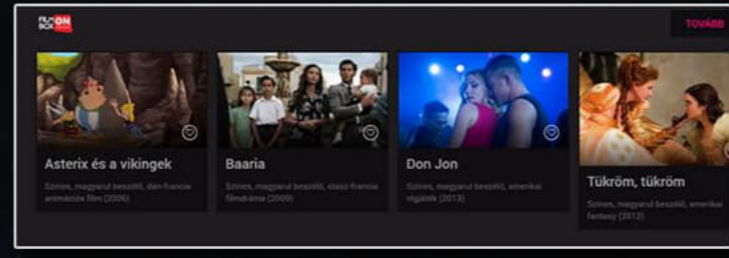 FILM BOX ON
TOVÁBB
Asterix és a vikingek
Színes, magyarul beszélő, dán-francia
animációs film (2006)
Baaria
Színes, magyarul beszélő, olasz-francia
filmdráma (2009)
Don Jon
Színes, magyarul beszélő, amerikai
vígjáték (2013)
Tükröm, tükröm
Színes, magyarul beszélő, amerikai
fantasy (2012)